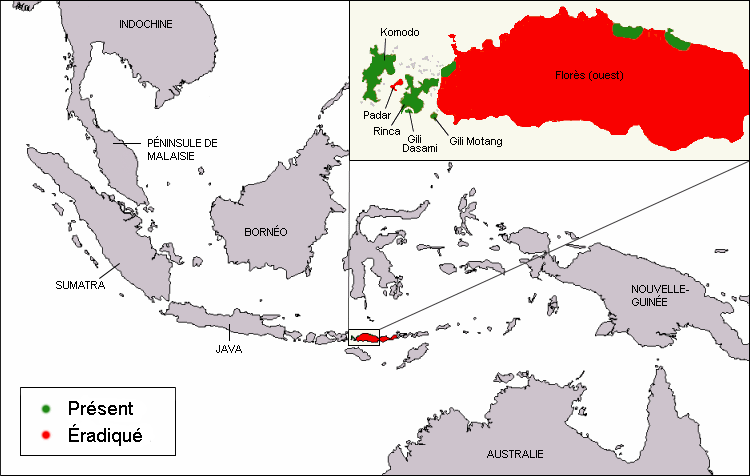 INDOCHINE
PÉNINSULE DE
MALAISIE
BORNÉO
SUMATRA
JAVA
Komodo
Padar
Rinca
Gili
Dasami
Gili Motang
Florès (ouest)
NOUVELLE-
GUINÉE
AUSTRALIE
Présent
Éradiqué